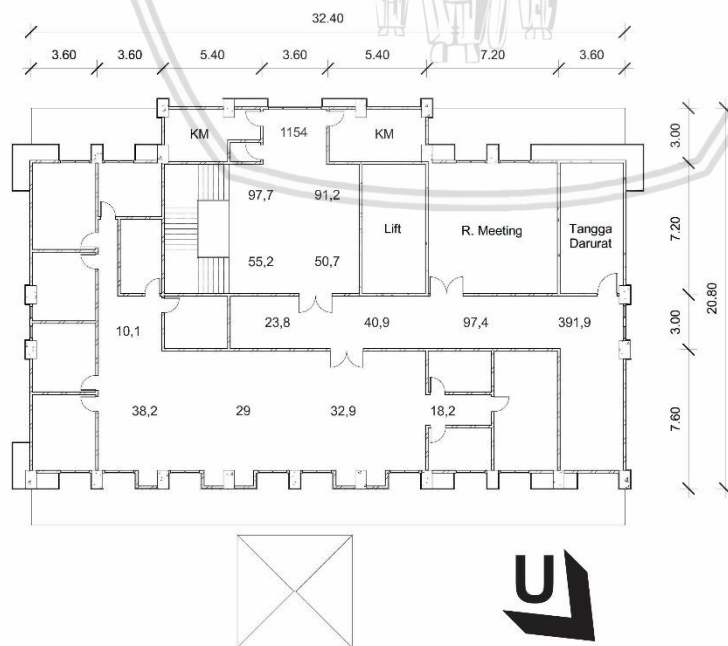 32.40
3.60 3.60 5.40 3.60 5.40 7.20 3.60
KM 1154 KM
3.00
97,7 91,2
Lift R. Meeting Tangga
Darurat
7.20
55,2 50,7
10,1 23,8 40,9 97,4 391,9
3.00
20.80
38,2 29 32,9 18,2
7.60
U